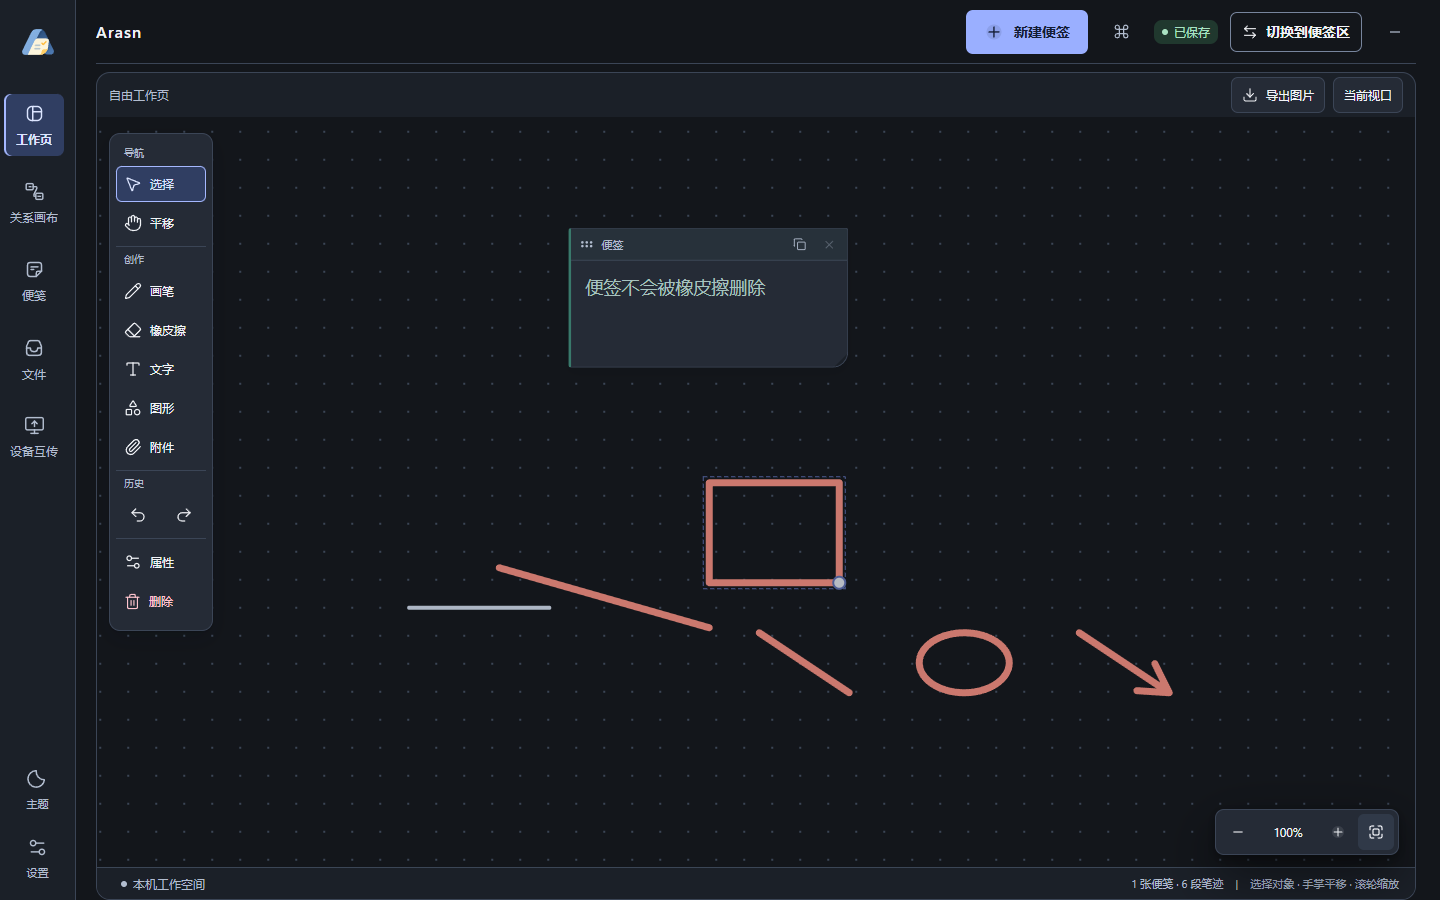 Arasn
新建便签
已保存
切换到便签区
工作页
关系画布
便笺
文件
设备互传
主题
设置
自由工作页
导出图片
当前视口
导航
选择
平移
创作
画笔
橡皮擦
文字
图形
附件
历史
属性
删除
便签
便签不会被橡皮擦删除
100%
本机工作空间
1 张便笺 · 6 段笔迹 | 选择对象 · 手掌平移 · 滚轮缩放